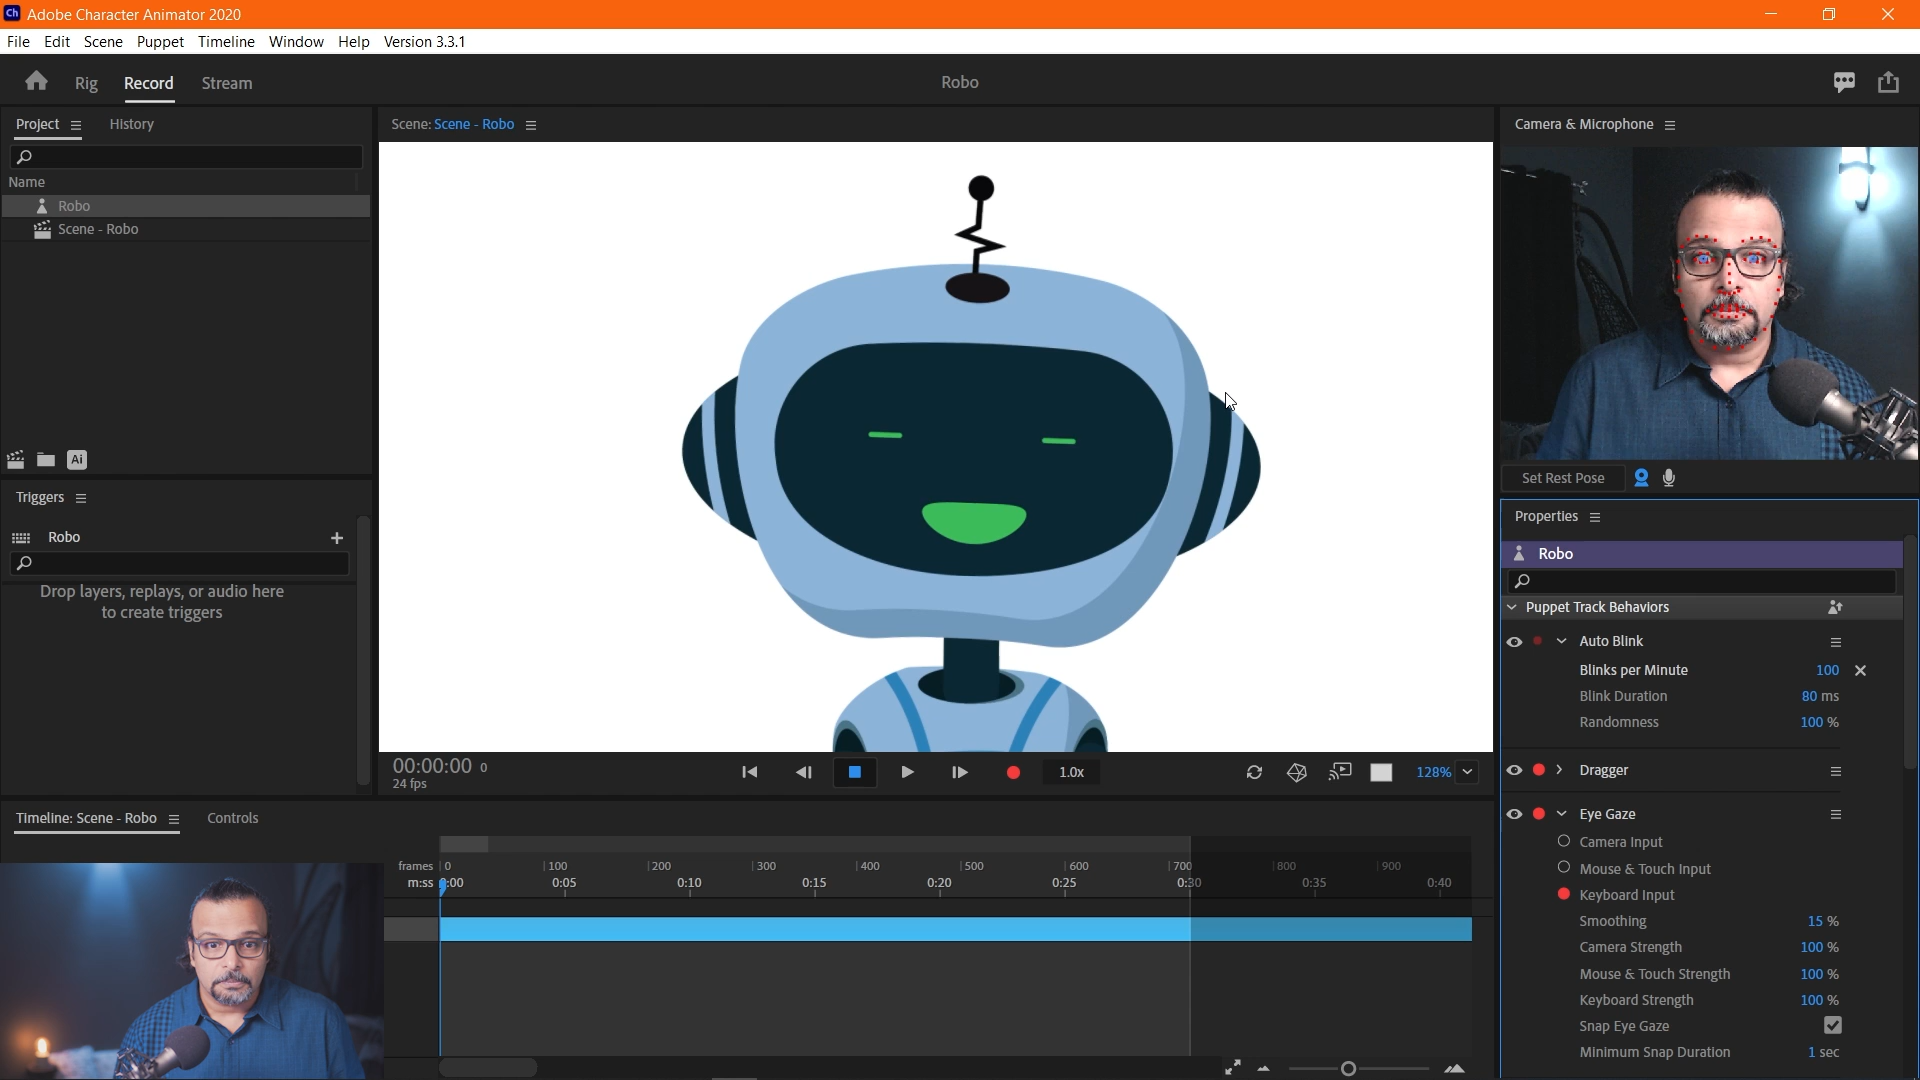 Ch Adobe Character Animator 2020
File Edit Scene Puppet Timeline Window Help Version 3.3.1
Rig Record Stream
Robo
Project History
Name
Robo
Scene - Robo
Ai
Triggers
Robo
Drop layers, replays, or audio here
to create triggers
Scene: Scene - Robo
00:00:00 0
24 fps
1.0x
128%
Camera & Microphone
Set Rest Pose
Properties
Robo
Puppet Track Behaviors
Auto Blink
Blinks per Minute 100
Blink Duration 80 ms
Randomness 100 %
Dragger
Eye Gaze
Camera Input
Mouse & Touch Input
Keyboard Input
Smoothing 15 %
Camera Strength 100 %
Mouse & Touch Strength 100 %
Keyboard Strength 100 %
Snap Eye Gaze
Minimum Snap Duration 1 sec
Timeline: Scene - Robo Controls
frames 0 100 200 300 400 500 600 700 800 900
m:ss 0:00 0:05 0:10 0:15 0:20 0:25 0:30 0:35 0:40